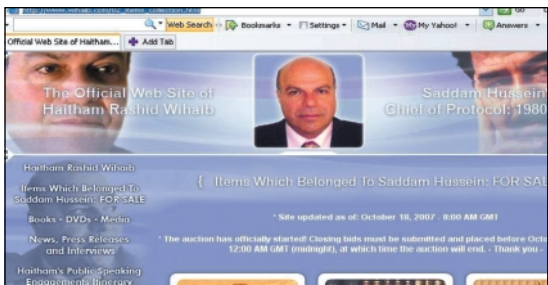 Web Search
Bookmarks
Settings
Mail
My Yahoo!
Answers
Official Web Site of Haitham...
Add Tab
The Official Web Site of
Haitham Rashid Wihaib
Saddam Hussein
Chief of Protocol: 1980
Haitham Rashid Wihaib
Items Which Belonged To
Saddam Hussein: FOR SALE
Books - DVDs - Media
News, Press Releases
and Interviews
Haitham's Public Speaking
Engagements Itinerary
{ Items Which Belonged To Saddam Hussein: FOR SAL
* Site updated as of: October 18, 2007 - 8:00 AM GMT
* The auction has officially started! Closing bids must be submitted and placed before Octo
12:00 AM GMT (midnight), at which time the auction will end. - Thank you -